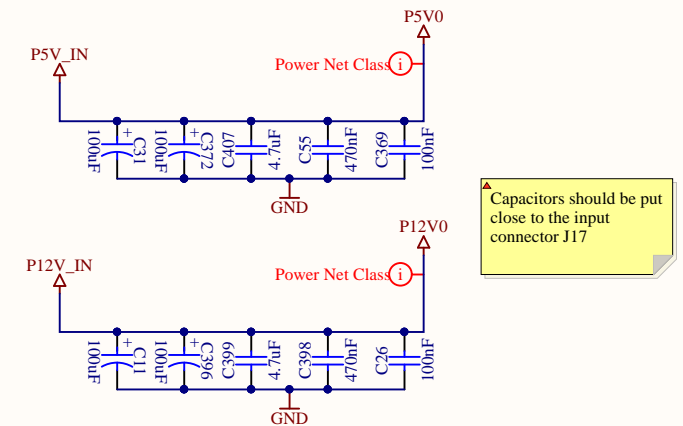 P5V0
P5V_IN
Power Net Class
i
100uF
+
C31
100uF
+
C372
C407
4.7uF
C55
470nF
C369
100nF
GND
Capacitors should be put
close to the input
connector J17
P12V0
P12V_IN
Power Net Class
i
100uF
+
C11
100uF
+
C396
C399
4.7uF
C398
470nF
C26
100nF
GND